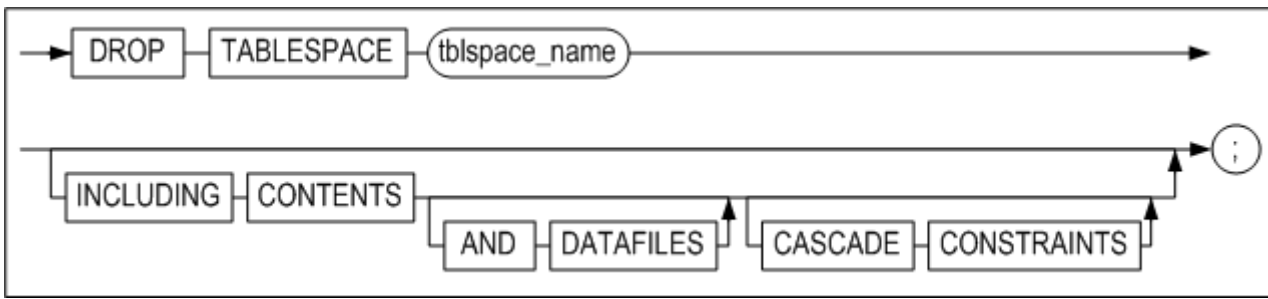 DROP TABLESPACE tblspace_name
;
INCLUDING CONTENTS
AND DATAFILES CASCADE CONSTRAINTS